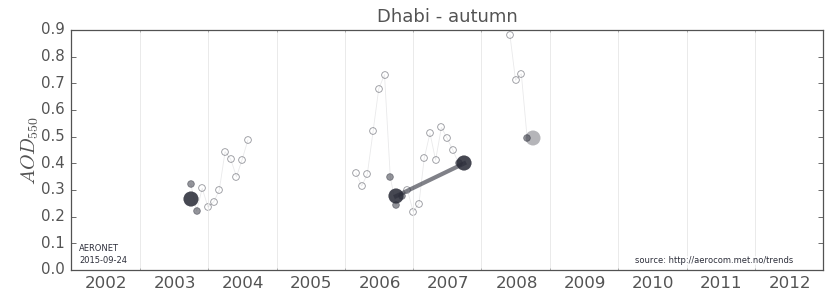 Dhabi - autumn
0.9
0.8
0.7
0.6
0.5
0.4
0.3
0.2
0.1
0.0
AOD550
AERONET
2015-09-24
source: http://aerocom.met.no/trends
2002 2003 2004 2005 2006 2007 2008 2009 2010 2011 2012